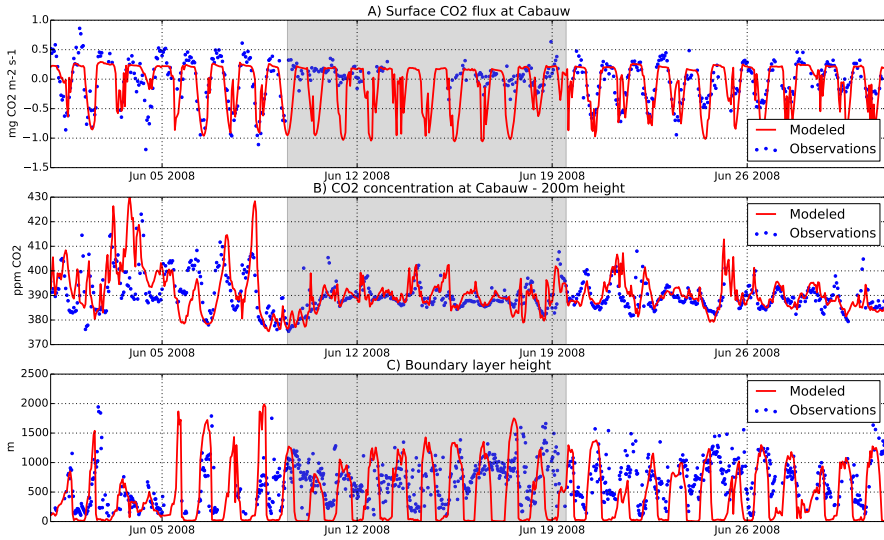 A) Surface CO2 flux at Cabauw
mg CO2 m-2 s-1
1.0
0.5
0.0
−0.5
−1.0
−1.5
Modeled
Observations
Jun 05 2008
Jun 12 2008
Jun 19 2008
Jun 26 2008
B) CO2 concentration at Cabauw - 200m height
ppm CO2
430
420
410
400
390
380
370
Modeled
Observations
Jun 05 2008
Jun 12 2008
Jun 19 2008
Jun 26 2008
C) Boundary layer height
m
2500
2000
1500
1000
500
0
Modeled
Observations
Jun 05 2008
Jun 12 2008
Jun 19 2008
Jun 26 2008